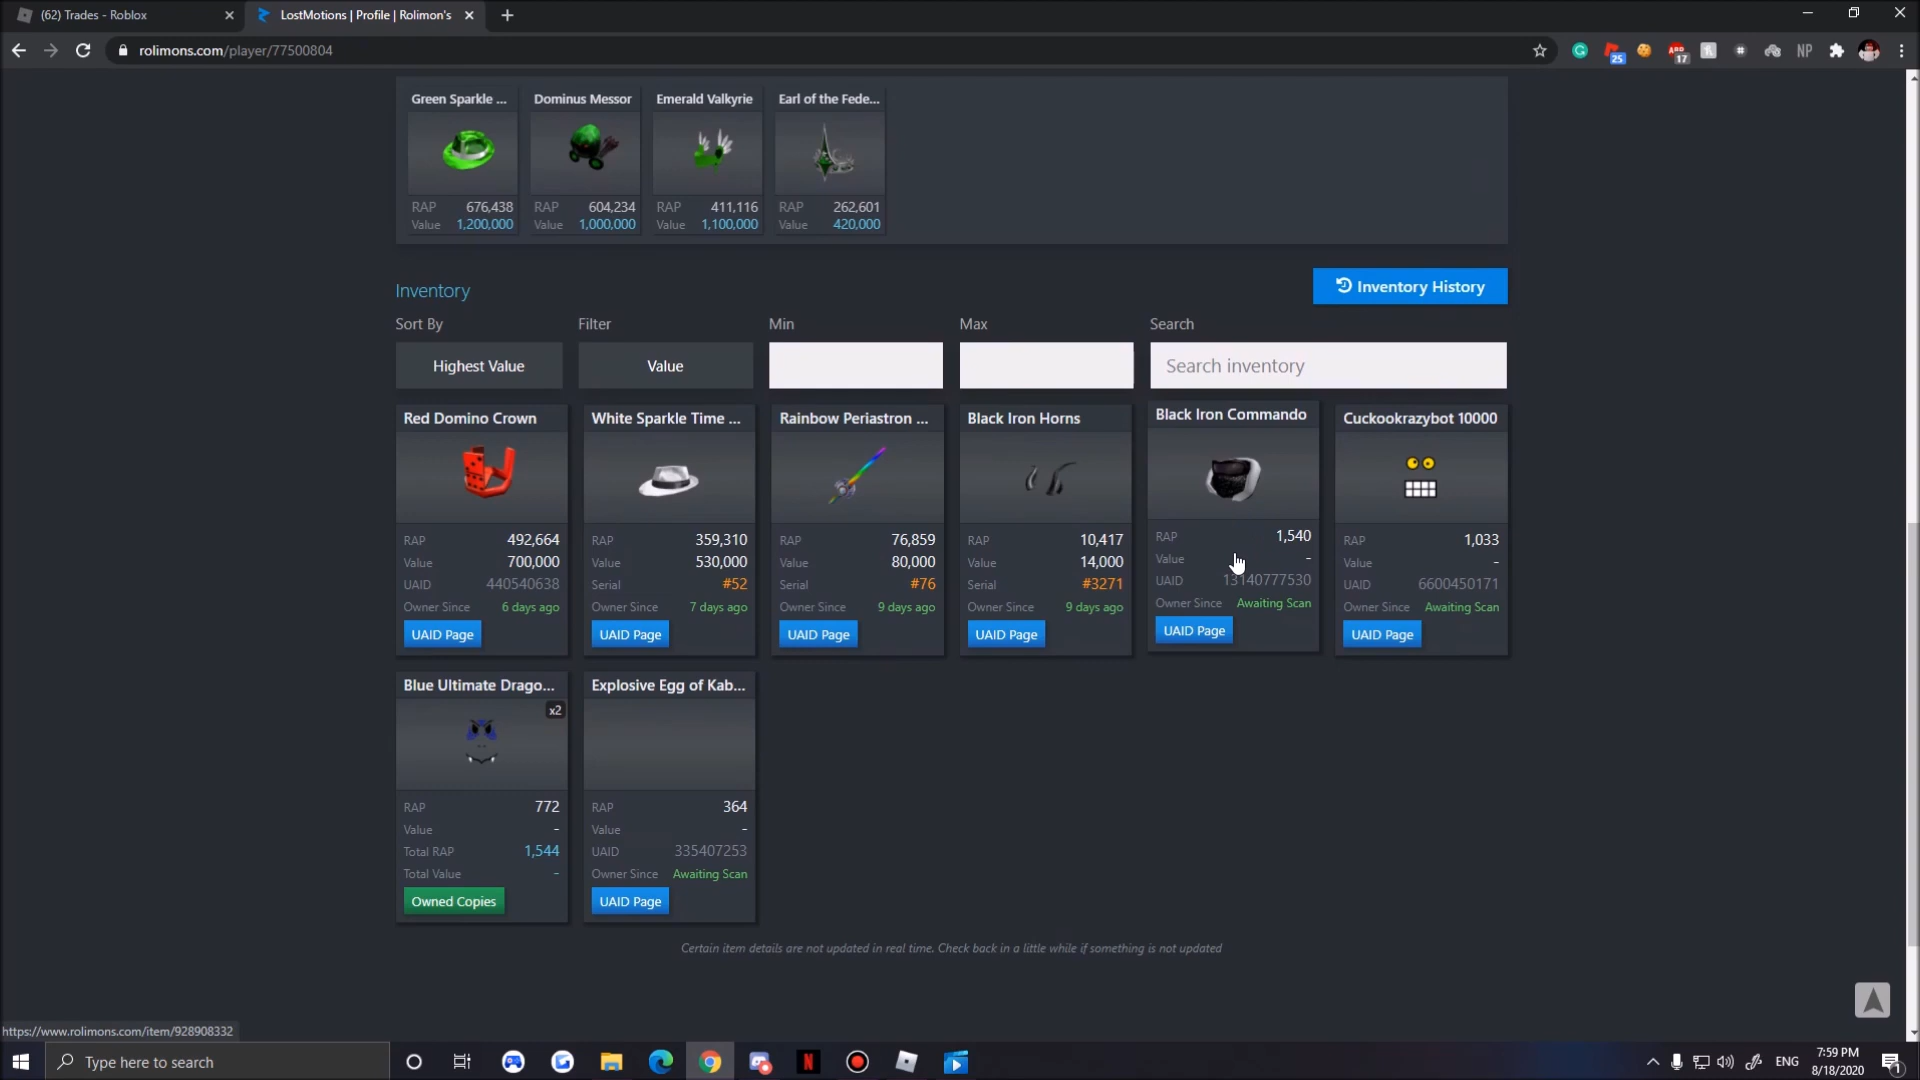 (62) Trades - Roblox
LostMotions | Profile | Rolimon's
rolimons.com/player/77500804
25
ABP
17
NP
Green Sparkle ...
Dominus Messor
Emerald Valkyrie
Earl of the Fede...
RAP 676,438
Value 1,200,000
RAP 604,234
Value 1,000,000
RAP 411,116
Value 1,100,000
RAP 262,601
Value 420,000
Inventory
Inventory History
Sort By
Filter
Min
Max
Search
Highest Value
Value
Search inventory
Red Domino Crown
RAP 492,664
Value 700,000
UAID 440540638
Owner Since 6 days ago
UAID Page
White Sparkle Time ...
RAP 359,310
Value 530,000
Serial #52
Owner Since 7 days ago
UAID Page
Rainbow Periastron ...
RAP 76,859
Value 80,000
Serial #76
Owner Since 9 days ago
UAID Page
Black Iron Horns
RAP 10,417
Value 14,000
Serial #3271
Owner Since 9 days ago
UAID Page
Black Iron Commando
RAP 1,540
Value -
UAID 13140777530
Owner Since Awaiting Scan
UAID Page
Cuckookrazybot 10000
RAP 1,033
Value -
UAID 6600450171
Owner Since Awaiting Scan
UAID Page
Blue Ultimate Drago...
x2
RAP 772
Value -
Total RAP 1,544
Total Value -
Owned Copies
Explosive Egg of Kab...
RAP 364
Value -
UAID 335407253
Owner Since Awaiting Scan
UAID Page
Certain item details are not updated in real time. Check back in a little while if something is not updated
https://www.rolimons.com/item/928908332
Type here to search
N
ENG
7:59 PM
8/18/2020
1